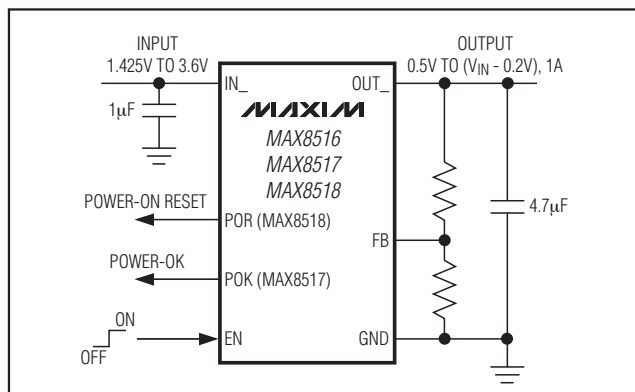 INPUT
1.425V TO 3.6V
OUTPUT
0.5V TO (VIN - 0.2V), 1A
IN_
OUT_
1µF
MAXIM
MAX8516
MAX8517
MAX8518
POWER-ON RESET
POR (MAX8518)
4.7µF
FB
POWER-OK
POK (MAX8517)
ON
OFF
EN
GND